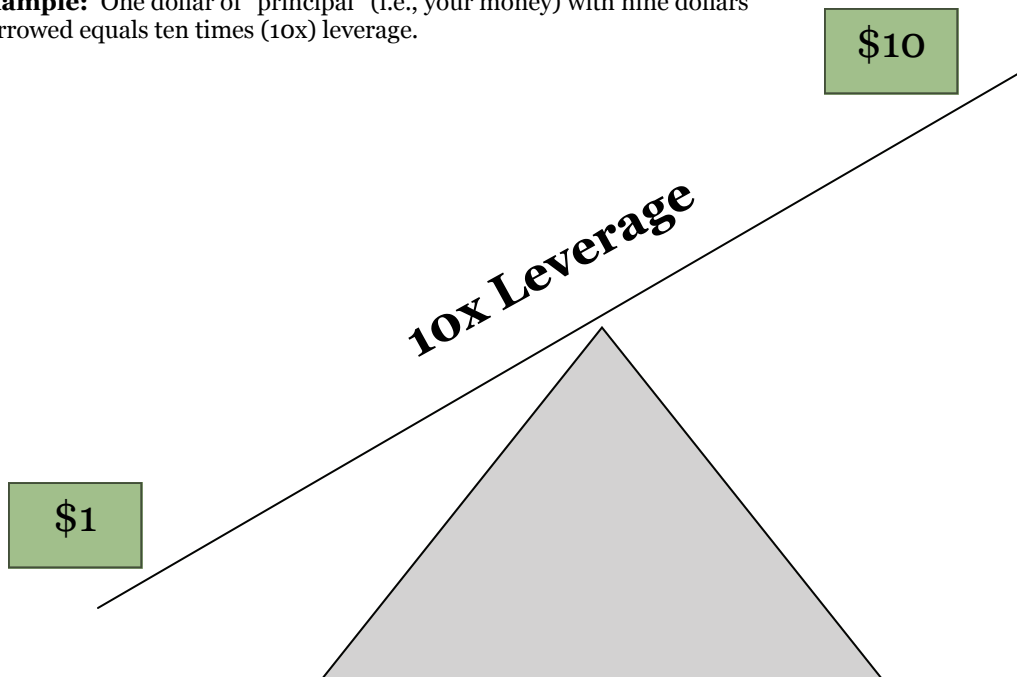 ample: One dollar of "principal" (i.e., your money) with nine dollars
rrowed equals ten times (10x) leverage.
$10
10x Leverage
$1